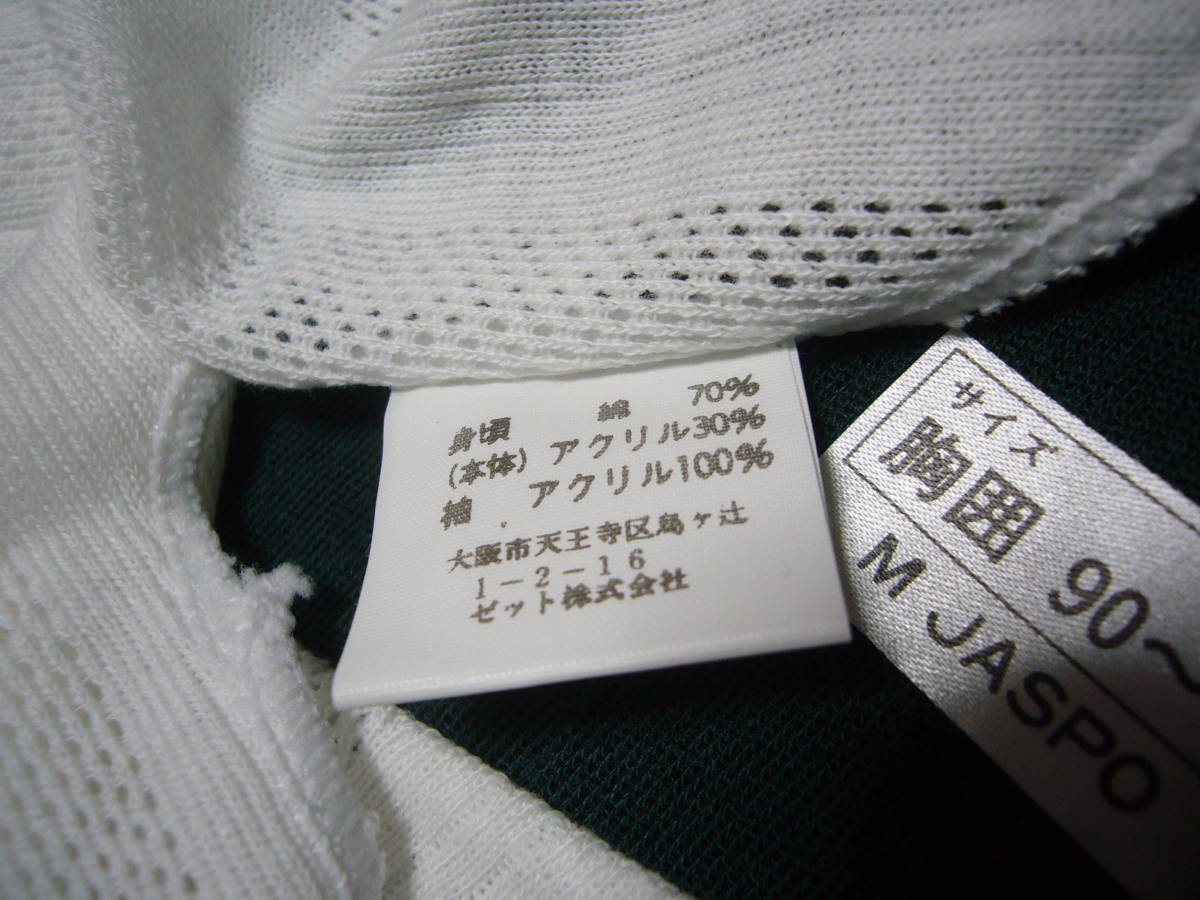 身頃 綿 70%
(本体) アクリル30%
袖 アクリル100%
大阪市天王寺区烏ヶ辻
1-2-16
ゼット株式会社
サイズ
胸囲 90〜
M JASPO